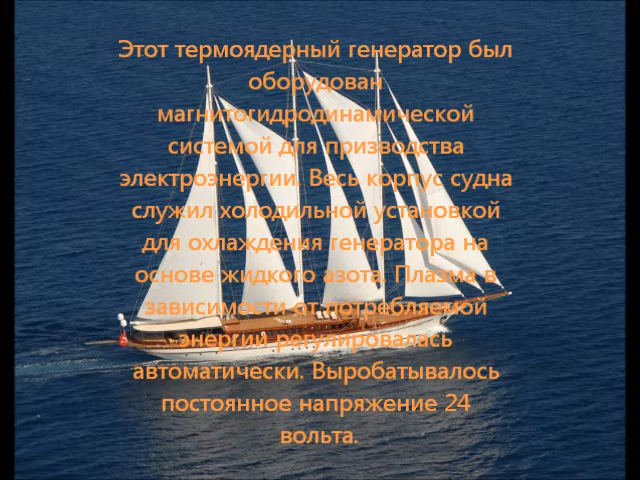 Этот термоядерный генератор был
оборудован
магнитогидродинамической
системой для призводства
электроэнергии. Весь корпус судна
служил холодильной установкой
для охлаждения генератора на
основе жидкого азота. Плазма в
зависимости от потребляемой
энергии регулировалась
автоматически. Выробатывалось
постоянное напряжение 24
вольта.